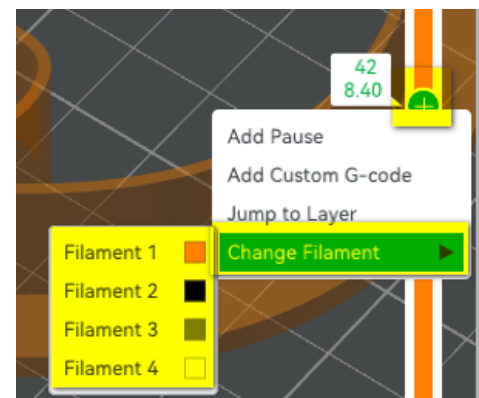 42
8.40
Add Pause
Add Custom G-code
Jump to Layer
Change Filament
Filament 1
Filament 2
Filament 3
Filament 4